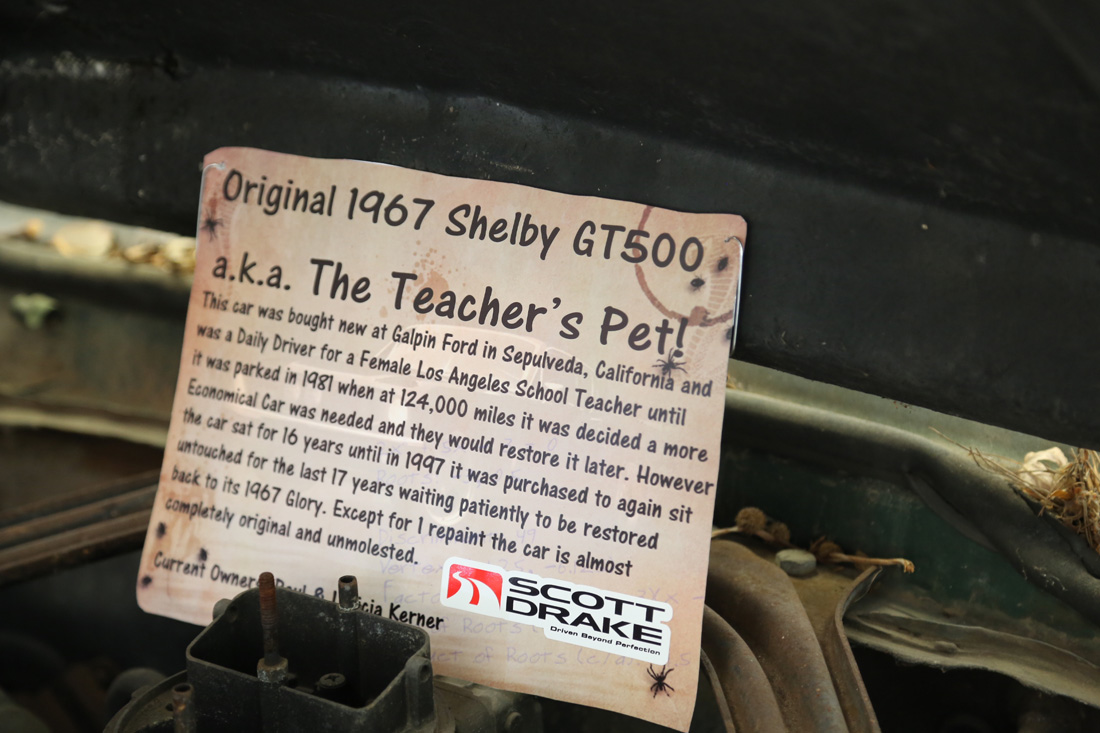 Original 1967 Shelby GT500
a.k.a. The Teacher's Pet!
This car was bought new at Galpin Ford in Sepulveda, California and
was a Daily Driver for a Female Los Angeles School Teacher until
it was parked in 1981 when at 124,000 miles it was decided a more
Economical Car was needed and they would restore it later. However
the car sat for 16 years until in 1997 it was purchased to again sit
untouched for the last 17 years waiting patiently to be restored
back to its 1967 Glory. Except for 1 repaint the car is almost
completely original and unmolested.
Current Owners & Kerner
SCOTT
DRAKE
Driven Beyond Perfection